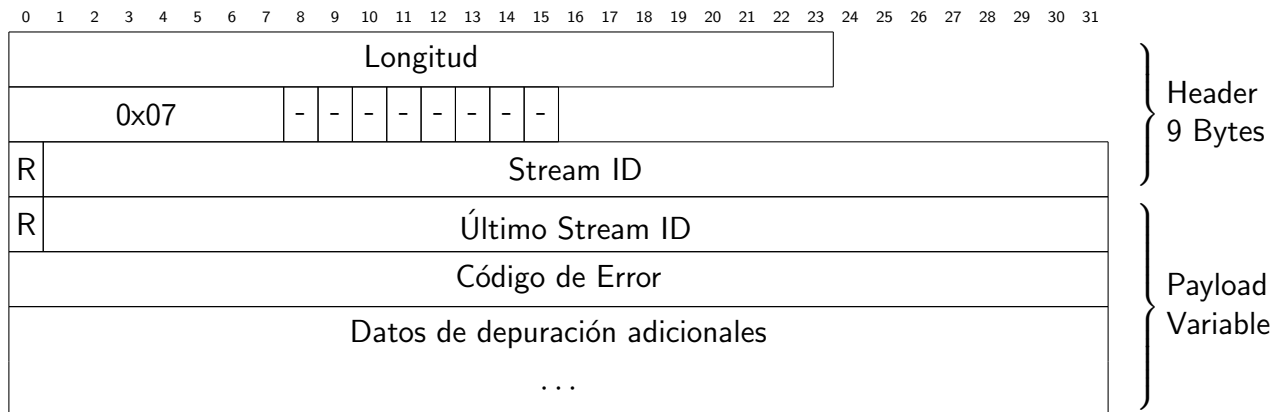 0 1 2 3 4 5 6 7 8 9 10 11 12 13 14 15 16 17 18 19 20 21 22 23 24 25 26 27 28 29 30 31
Longitud
0x07 - - - - - - - -
Header
9 Bytes
R Stream ID
R Último Stream ID
Código de Error
Payload
Variable
Datos de depuración adicionales
...